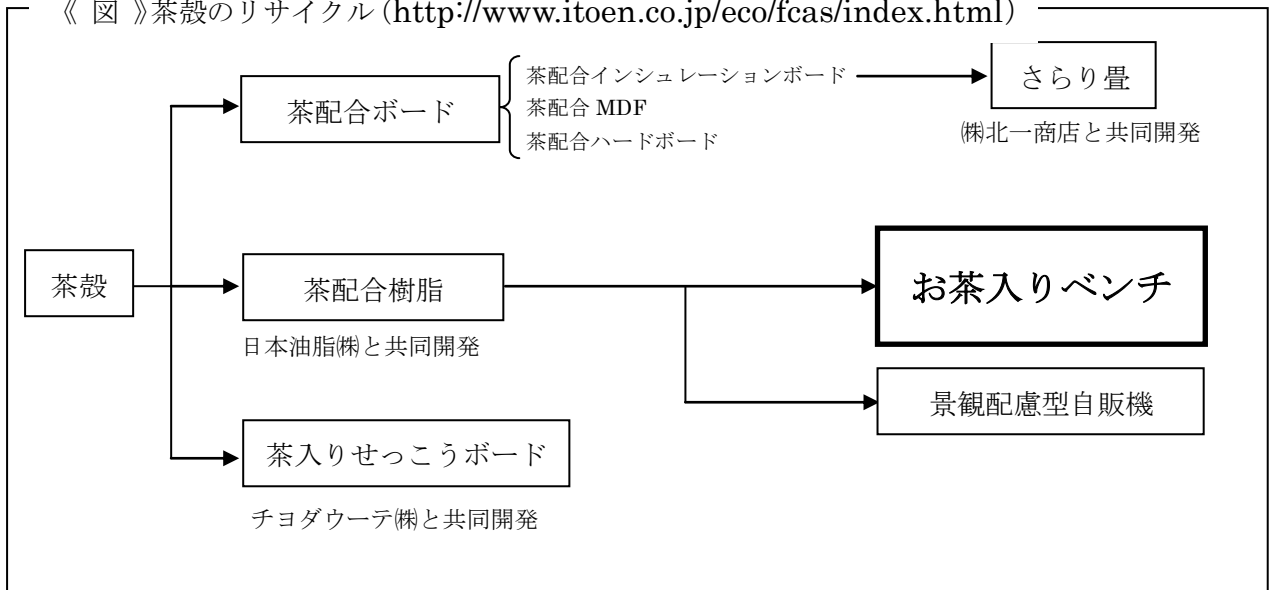 《 図 》茶殻のリサイクル(http://www.itoen.co.jp/eco/fcas/index.html)
茶配合ボード
茶配合インシュレーションボード
茶配合 MDF
茶配合ハードボード
さらり畳
㈱北一商店と共同開発
茶殻
茶配合樹脂
日本油脂㈱と共同開発
お茶入りベンチ
景観配慮型自販機
茶入りせっこうボード
チヨダウーテ㈱と共同開発